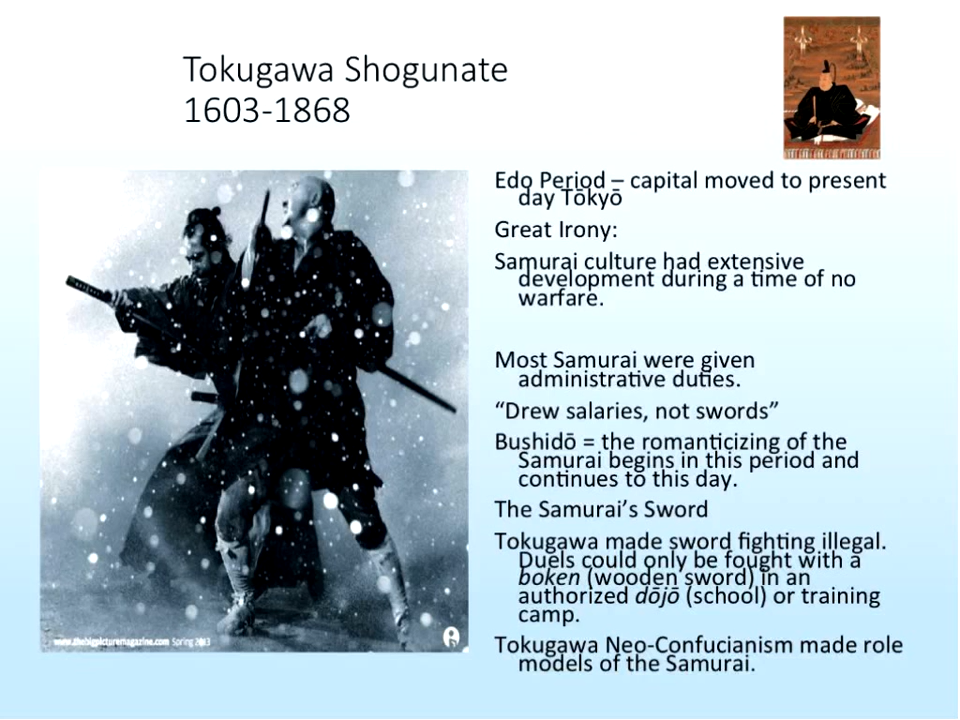 Tokugawa Shogunate
1603-1868
Edo Period – capital moved to present
day Tōkyō
Great Irony:
Samurai culture had extensive
development during a time of no
warfare.
Most Samurai were given
administrative duties.
“Drew salaries, not swords”
Bushidō = the romanticizing of the
Samurai begins in this period and
continues to this day.
The Samurai’s Sword
Tokugawa made sword fighting illegal.
Duels could only be fought with a
boken (wooden sword) in an
authorized dōjō (school) or training
camp.
Tokugawa Neo-Confucianism made role
models of the Samurai.
www.thebigpicturemagazine.com Spring 2013